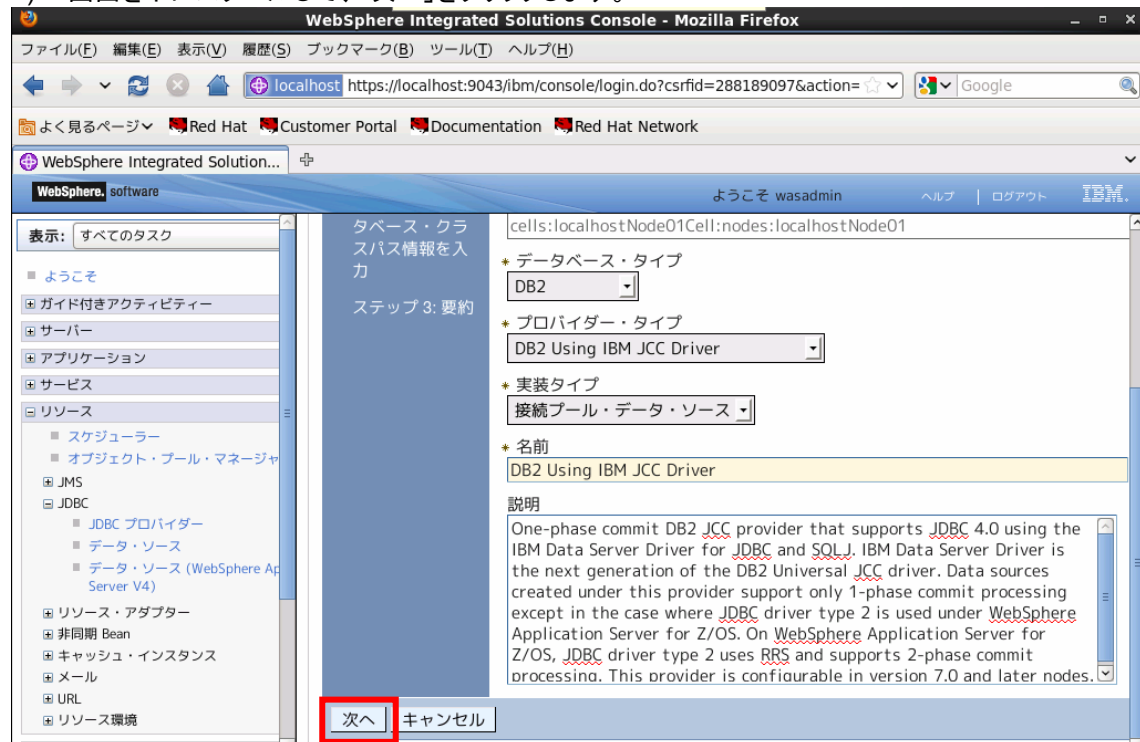 WebSphere Integrated Solutions Console - Mozilla Firefox
ファイル(F) 編集(E) 表示(V) 履歴(S) ブックマーク(B) ツール(T) ヘルプ(H)
localhost https://localhost:9043/ibm/console/login.do?csrfid=288189097&action= Google
よく見るページ Red Hat Customer Portal Documentation Red Hat Network
WebSphere Integrated Solution...
WebSphere. software ようこそ wasadmin ヘルプ | ログアウト IBM.
表示: すべてのタスク
ようこそ
ガイド付きアクティビティー
サーバー
アプリケーション
サービス
リソース
スケジューラー
オブジェクト・プール・マネージャ
JMS
JDBC
JDBC プロバイダー
データ・ソース
データ・ソース (WebSphere Ap
Server V4)
リソース・アダプター
非同期 Bean
キャッシュ・インスタンス
メール
URL
リソース環境
タベース・クラ
スパス情報を入
力
ステップ 3: 要約
cells:localhostNode01Cell:nodes:localhostNode01
* データベース・タイプ
DB2
* プロバイダー・タイプ
DB2 Using IBM JCC Driver
* 実装タイプ
接続プール・データ・ソース
* 名前
DB2 Using IBM JCC Driver
説明
One-phase commit DB2 JCC provider that supports JDBC 4.0 using the
IBM Data Server Driver for JDBC and SQLJ. IBM Data Server Driver is
the next generation of the DB2 Universal JCC driver. Data sources
created under this provider support only 1-phase commit processing
except in the case where JDBC driver type 2 is used under WebSphere
Application Server for Z/OS. On WebSphere Application Server for
Z/OS, JDBC driver type 2 uses RRS and supports 2-phase commit
processing. This provider is configurable in version 7.0 and later nodes.
次へ キャンセル